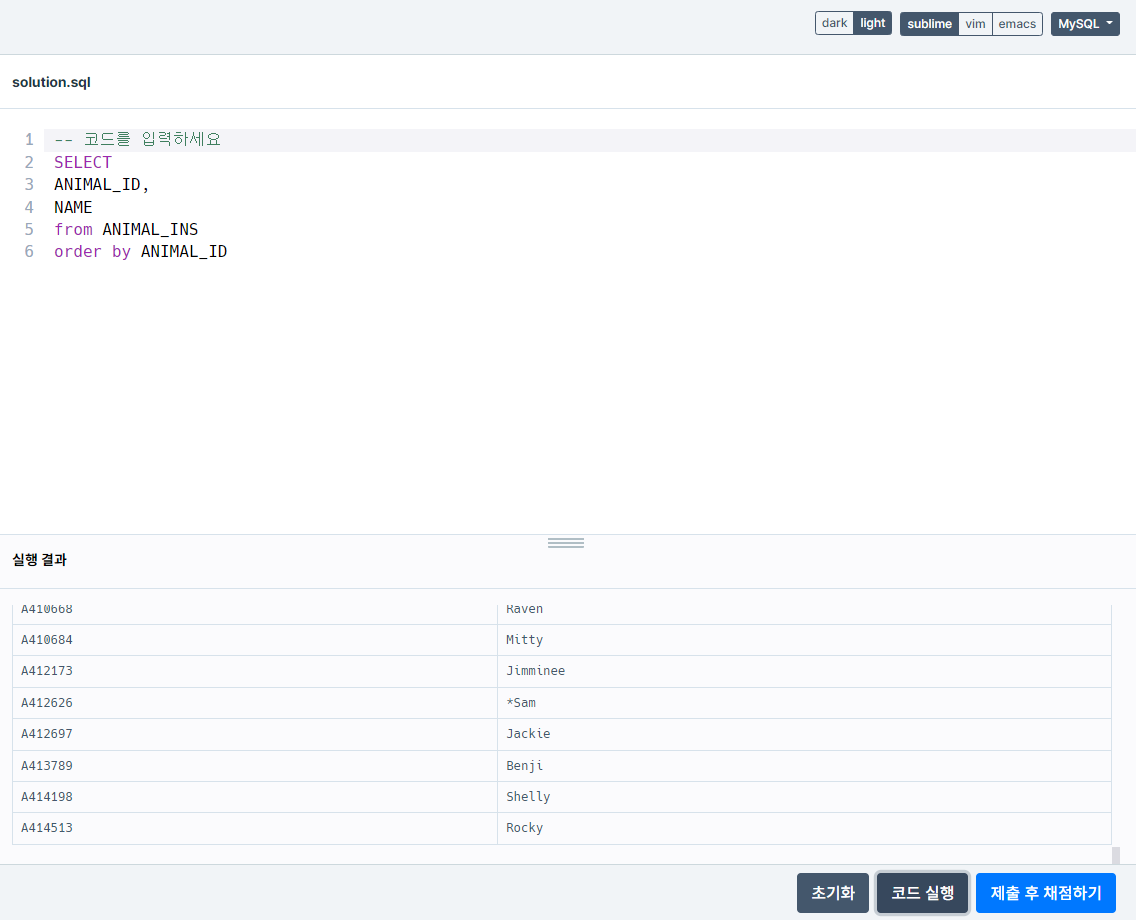 dark light sublime vim emacs MySQL
solution.sql
1 -- 코드를 입력하세요
2 SELECT
3 ANIMAL_ID,
4 NAME
5 from ANIMAL_INS
6 order by ANIMAL_ID
실행 결과
A410668 Raven
A410684 Mitty
A412173 Jimminee
A412626 *Sam
A412697 Jackie
A413789 Benji
A414198 Shelly
A414513 Rocky
초기화 코드 실행 제출 후 채점하기